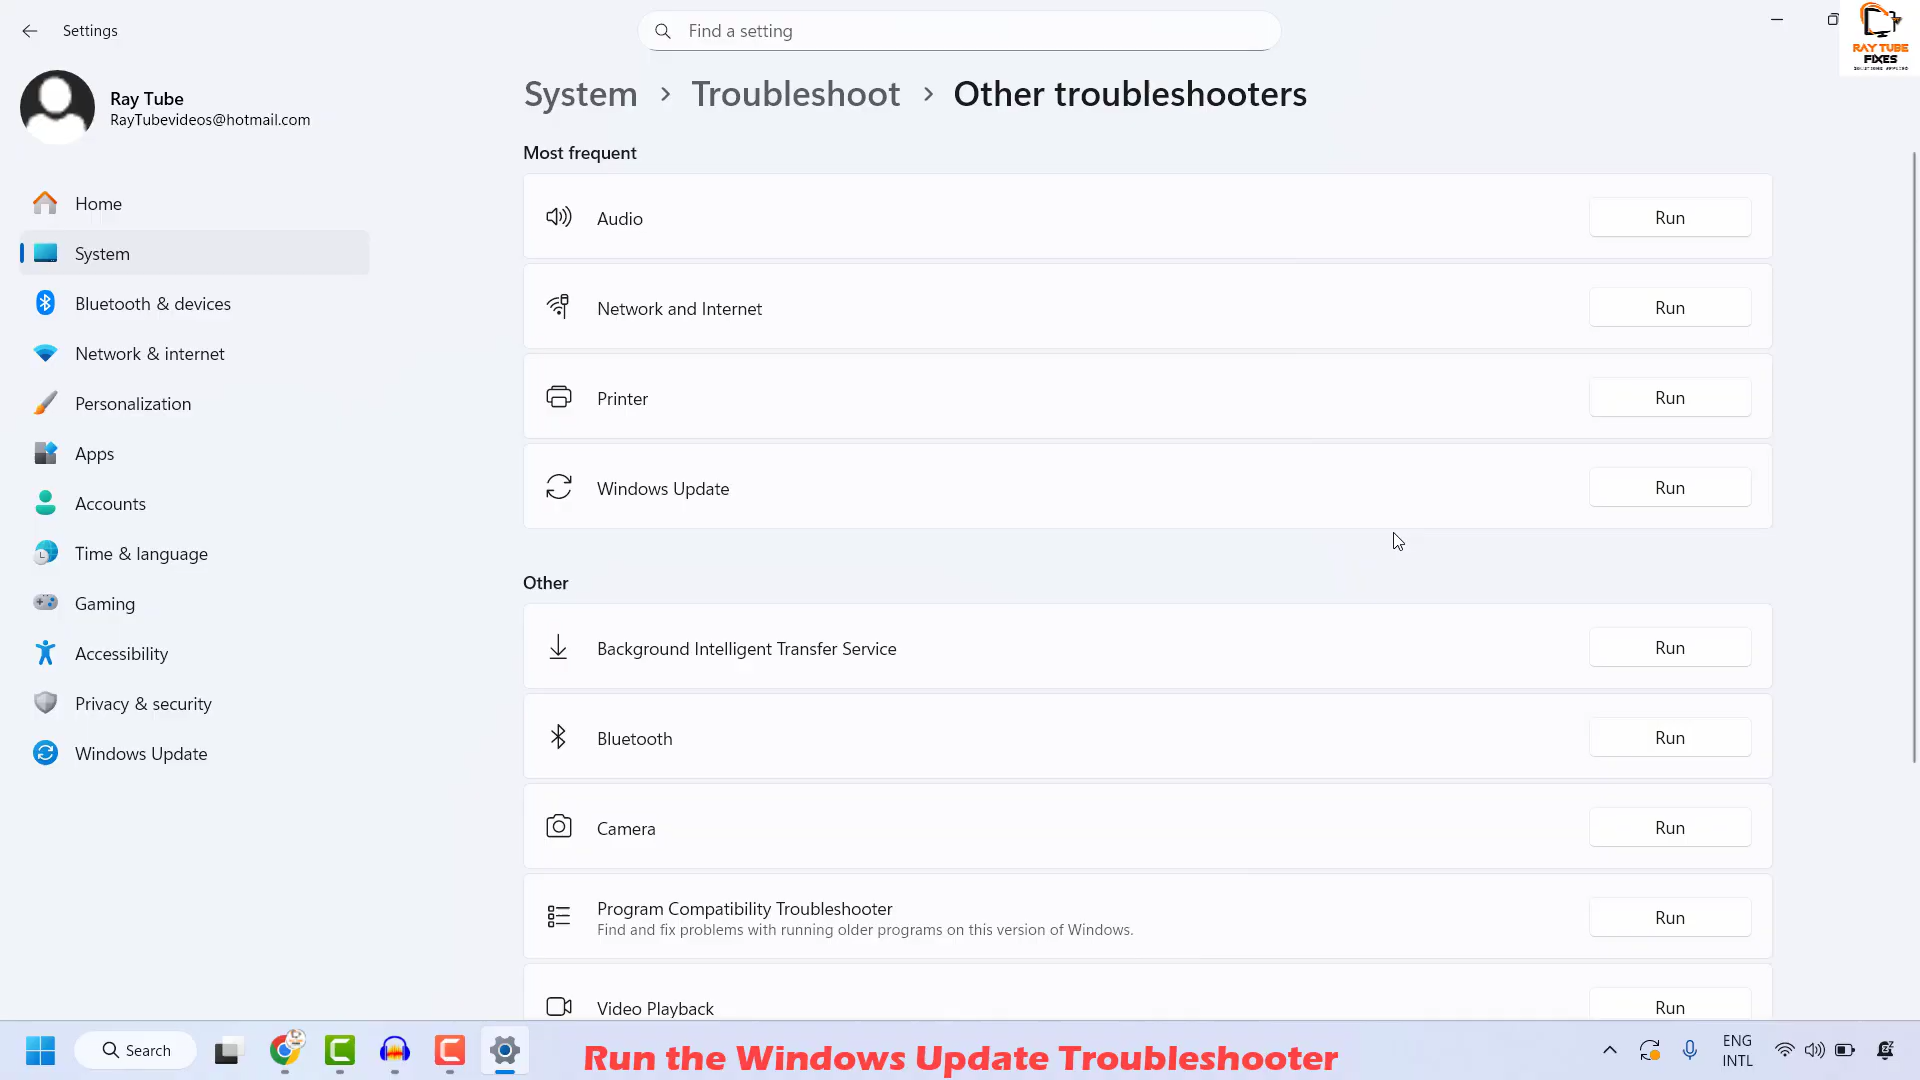 Settings
Find a setting
RAY TUBE
FIXES
Ray Tube
RayTubevideos@hotmail.com
Home
System
Bluetooth & devices
Network & internet
Personalization
Apps
Accounts
Time & language
Gaming
Accessibility
Privacy & security
Windows Update
System > Troubleshoot > Other troubleshooters
Most frequent
Audio Run
Network and Internet Run
Printer Run
Windows Update Run
Other
Background Intelligent Transfer Service Run
Bluetooth Run
Camera Run
Program Compatibility Troubleshooter Run
Find and fix problems with running older programs on this version of Windows.
Video Playback Run
Search
Run the Windows Update Troubleshooter
ENG
INTL